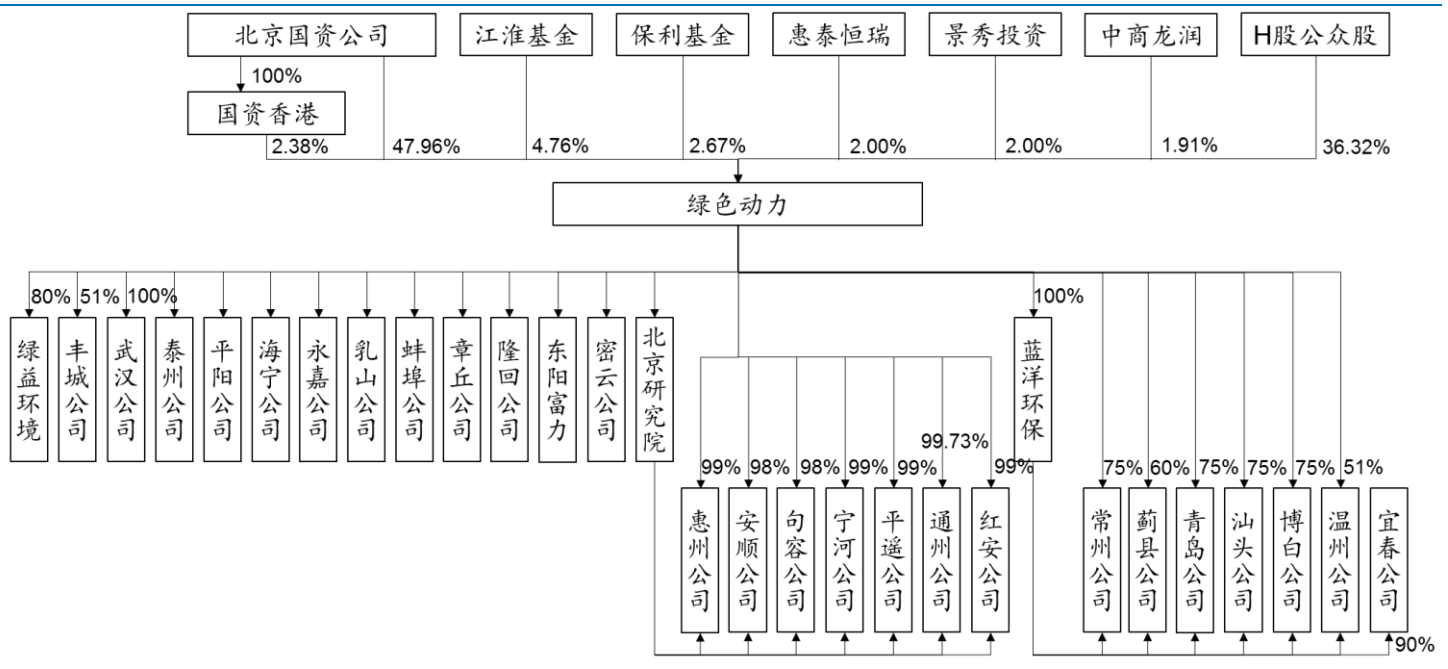 北京国资公司
江淮基金
保利基金
惠泰恒瑞
景秀投资
中商龙润
H股公众股
100%
国资香港
2.38%
47.96%
4.76%
2.67%
2.00%
2.00%
1.91%
36.32%
绿色动力
80%
51%
100%
100%
绿益环境
丰城公司
武汉公司
泰州公司
平阳公司
海宁公司
永嘉公司
乳山公司
蚌埠公司
章丘公司
隆回公司
东阳富力
密云公司
北京研究院
蓝洋环保
99%
98%
98%
99%
99%
99.73%
99%
75%
60%
75%
75%
75%
51%
惠州公司
安顺公司
句容公司
宁河公司
平遥公司
通州公司
红安公司
常州公司
蓟县公司
青岛公司
汕头公司
博白公司
温州公司
宜春公司
90%